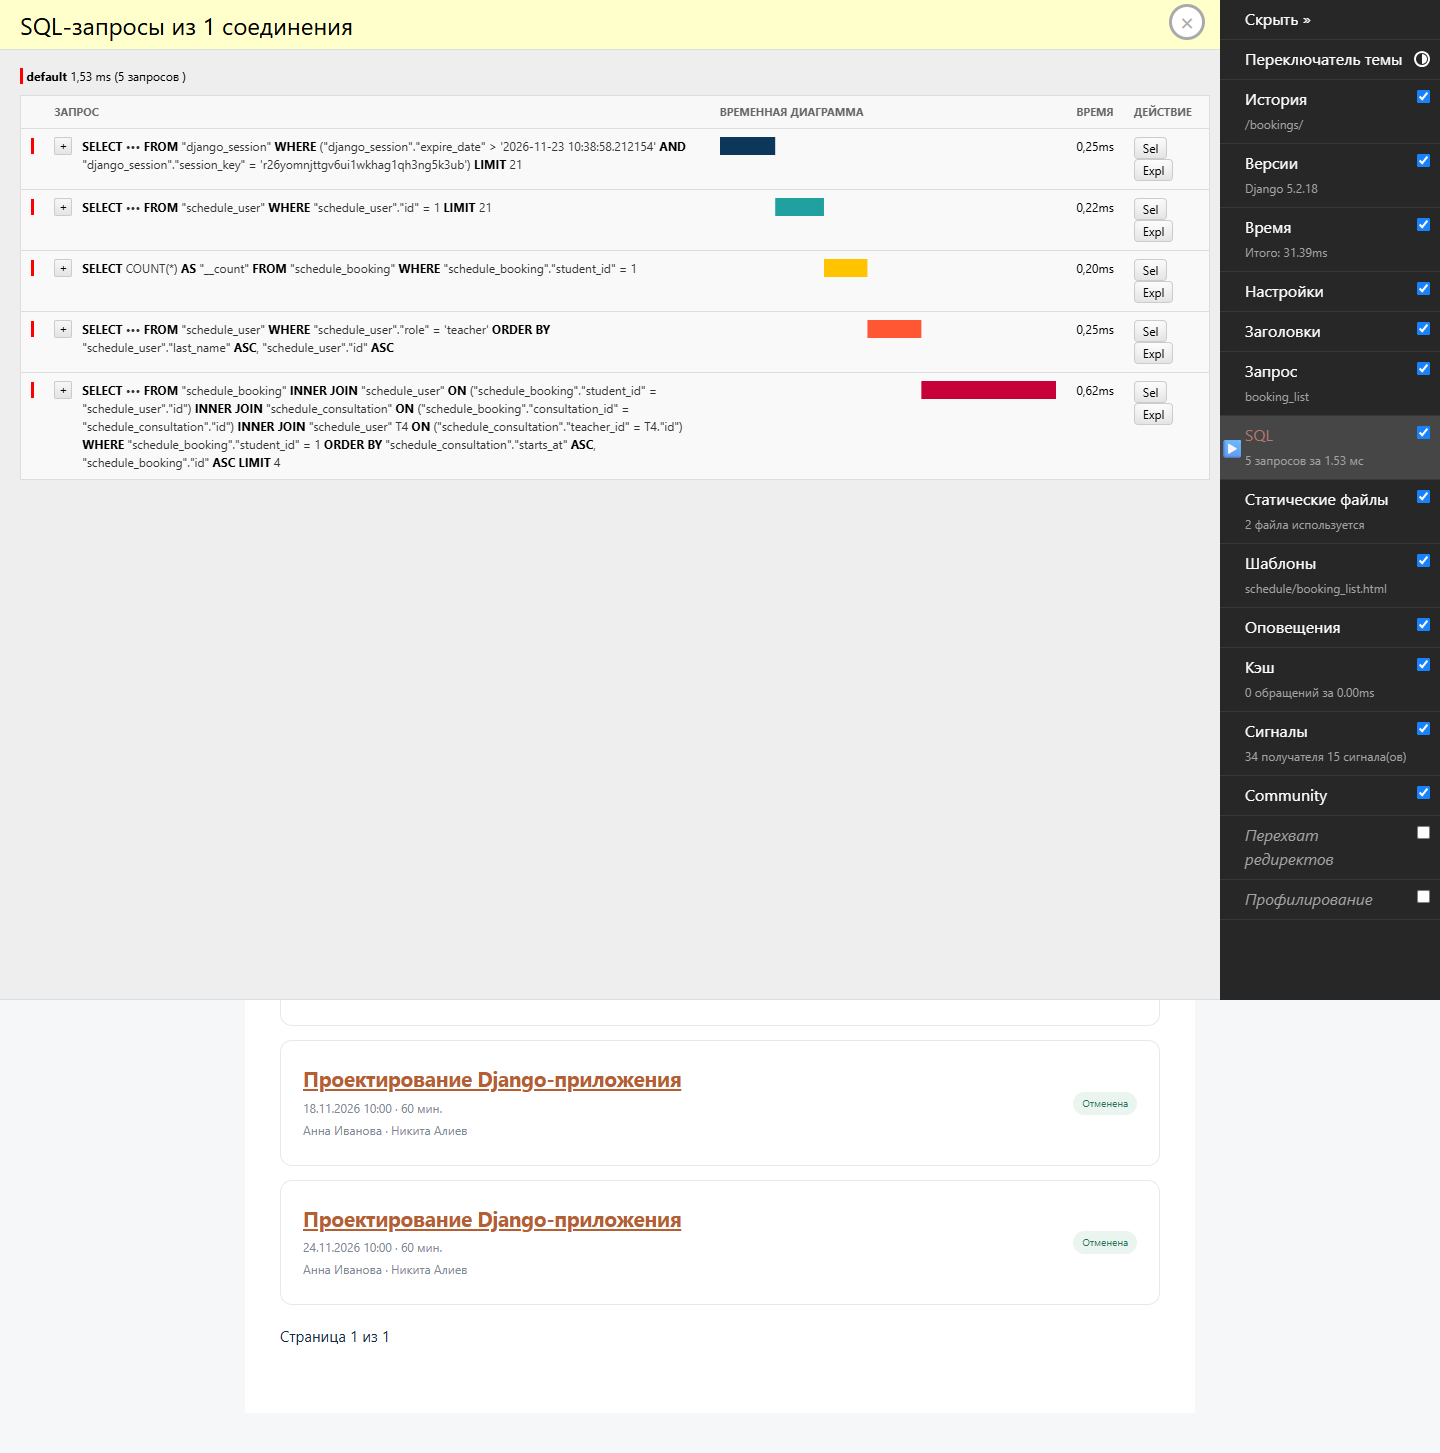 SQL-запросы из 1 соединения
×
default 1,53 ms (5 запросов )
ЗАПРОС ВРЕМЕННАЯ ДИАГРАММА ВРЕМЯ ДЕЙСТВИЕ
+ SELECT ••• FROM "django_session" WHERE ("django_session"."expire_date" > '2026-11-23 10:38:58.212154' AND 0,25ms Sel
"django_session"."session_key" = 'r26yomnjttgv6ui1wkhag1qh3ng5k3ub') LIMIT 21 Expl
+ SELECT ••• FROM "schedule_user" WHERE "schedule_user"."id" = 1 LIMIT 21 0,22ms Sel
Expl
+ SELECT COUNT(*) AS "__count" FROM "schedule_booking" WHERE "schedule_booking"."student_id" = 1 0,20ms Sel
Expl
+ SELECT ••• FROM "schedule_user" WHERE "schedule_user"."role" = 'teacher' ORDER BY 0,25ms Sel
"schedule_user"."last_name" ASC, "schedule_user"."id" ASC Expl
+ SELECT ••• FROM "schedule_booking" INNER JOIN "schedule_user" ON ("schedule_booking"."student_id" = 0,62ms Sel
"schedule_user"."id") INNER JOIN "schedule_consultation" ON ("schedule_booking"."consultation_id" = Expl
"schedule_consultation"."id") INNER JOIN "schedule_user" T4 ON ("schedule_consultation"."teacher_id" = T4."id")
WHERE "schedule_booking"."student_id" = 1 ORDER BY "schedule_consultation"."starts_at" ASC,
"schedule_booking"."id" ASC LIMIT 4
Скрыть »
Переключатель темы
История
/bookings/
Версии
Django 5.2.18
Время
Итого: 31.39ms
Настройки
Заголовки
Запрос
booking_list
SQL
5 запросов за 1.53 мс
Статические файлы
2 файла используется
Шаблоны
schedule/booking_list.html
Оповещения
Кэш
0 обращений за 0.00ms
Сигналы
34 получателя 15 сигнала(ов)
Community
Перехват
редиректов
Профилирование
Проектирование Django-приложения
18.11.2026 10:00 · 60 мин.
Анна Иванова · Никита Алиев
Отменена
Проектирование Django-приложения
24.11.2026 10:00 · 60 мин.
Анна Иванова · Никита Алиев
Отменена
Страница 1 из 1